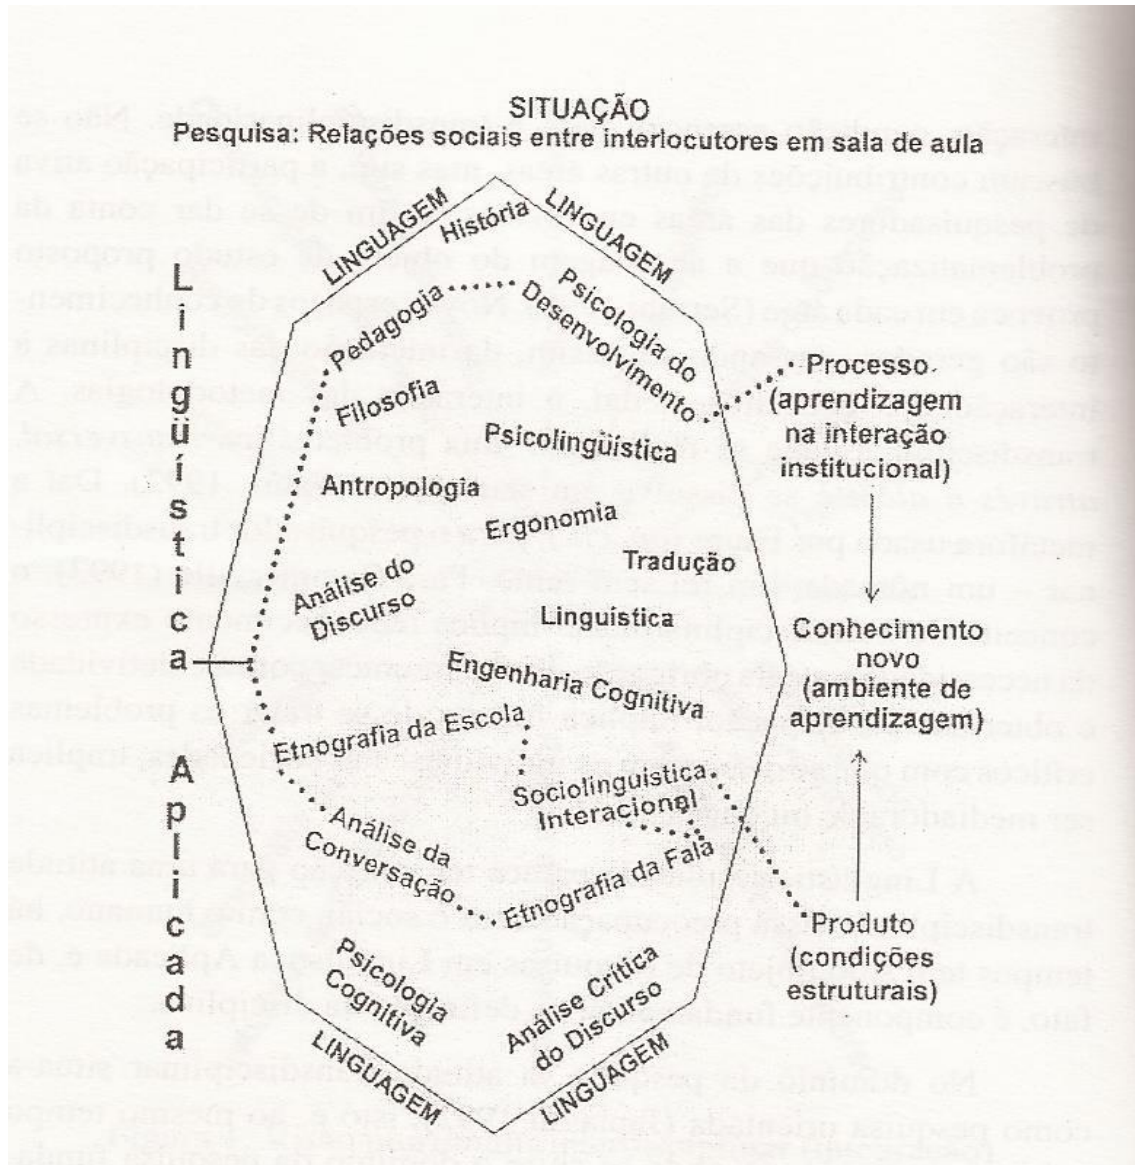 SITUAÇÃO
Pesquisa: Relações sociais entre interlocutores em sala de aula
Lingüística Aplicada
LINGUAGEM
LINGUAGEM
História
Pedagogia
Psicologia do
Desenvolvimento
Filosofia
Psicolingüística
Antropologia
Ergonomia
Tradução
Análise do
Discurso
Linguística
Engenharia Cognitiva
Etnografia da Escola
Sociolinguistica
Interacional
Análise da
Conversação
Etnografia da Fala
Psicologia
Cognitiva
Análise Crítica
do Discurso
LINGUAGEM
LINGUAGEM
Processo
(aprendizagem
na interação
institucional)
Conhecimento
novo
(ambiente de
aprendizagem)
Produto
(condições
estruturais)